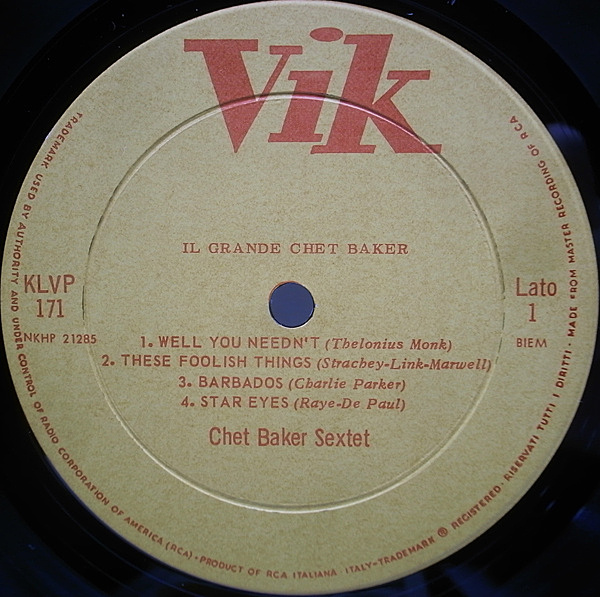 Vik
IL GRANDE CHET BAKER
KLVP
171
NKHP 21285
Lato
1
BIEM
1. WELL YOU NEEDN'T (Thelonius Monk)
2. THESE FOOLISH THINGS (Strachey-Link-Marwell)
3. BARBADOS (Charlie Parker)
4. STAR EYES (Raye-De Paul)
Chet Baker Sextet
TRADEMARK USED BY AUTHORITY AND UNDER CONTROL OF RADIO CORPORATION OF AMERICA (RCA) • PRODUCT OF RCA ITALIANA ITALY-TRADEMARK ® REGISTERED • RISERVATI TUTTI I DIRITTI • MADE FROM MASTER RECORDING OF RCA